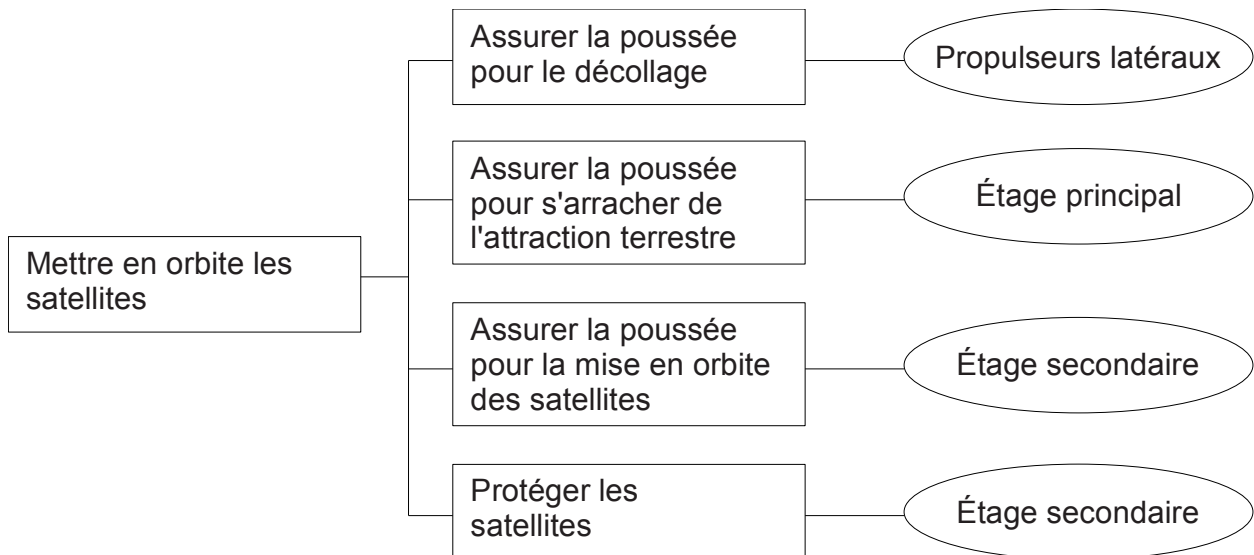 Assurer la poussée
pour le décollage
Propulseurs latéraux
Assurer la poussée
pour s'arracher de
l'attraction terrestre
Étage principal
Mettre en orbite les
satellites
Assurer la poussée
pour la mise en orbite
des satellites
Étage secondaire
Protéger les
satellites
Étage secondaire